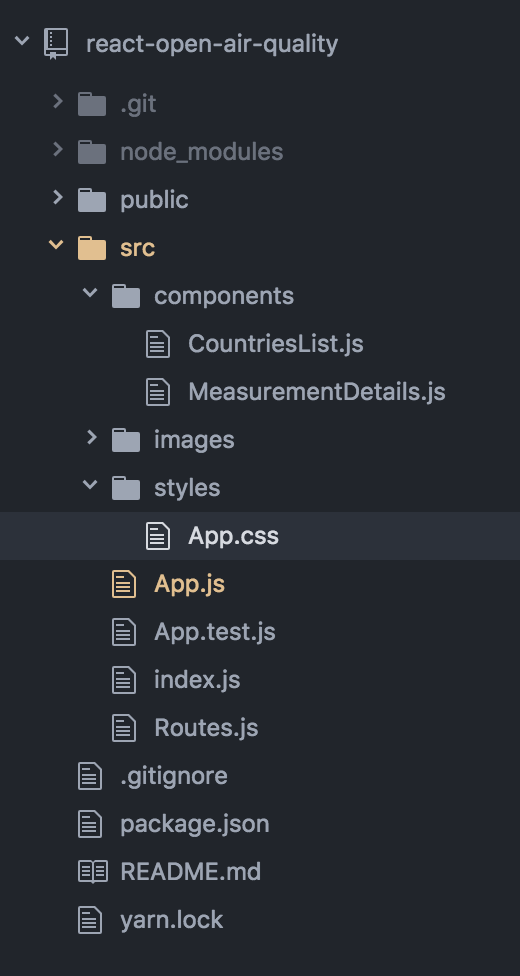 react-open-air-quality
.git
node_modules
public
src
components
CountriesList.js
MeasurementDetails.js
images
styles
App.css
App.js
App.test.js
index.js
Routes.js
.gitignore
package.json
README.md
yarn.lock